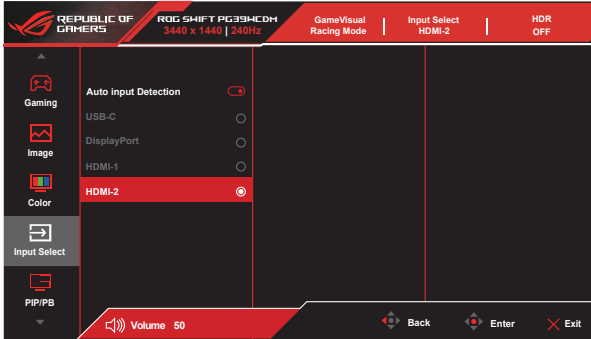 REPUBLIC OF
GAMERS
ROG SWIFT PG39WCDM
3440 x 1440 | 240Hz
GameVisual
Racing Mode
Input Select
HDMI-2
HDR
OFF
Gaming
Image
Color
Input Select
PIP/PB
Auto input Detection
USB-C
DisplayPort
HDMI-1
HDMI-2
Volume 50
Back
Enter
Exit